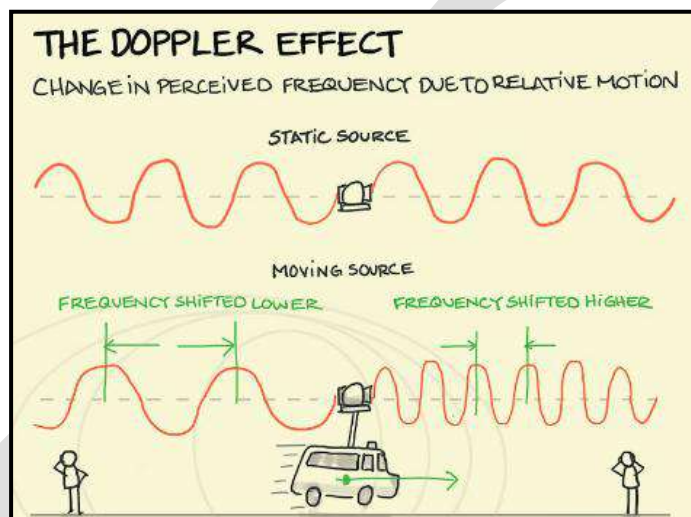 THE DOPPLER EFFECT
CHANGE IN PERCEIVED FREQUENCY DUE TO RELATIVE MOTION
STATIC SOURCE
MOVING SOURCE
FREQUENCY SHIFTED LOWER
FREQUENCY SHIFTED HIGHER